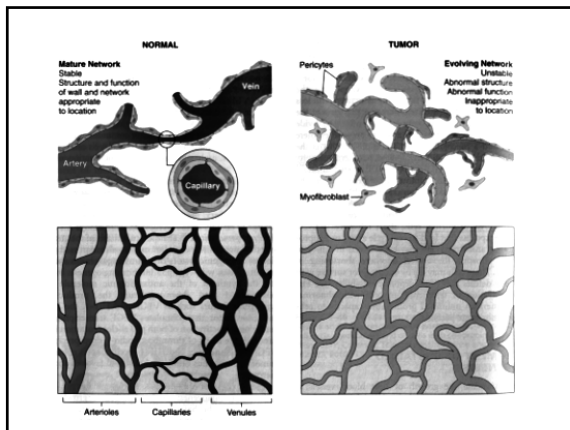 NORMAL
Mature Network
Stable
Structure and function
of wall and network
appropriate
to location
Vein
Artery
Capillary
TUMOR
Pericytes
Evolving Network
Unstable
Abnormal structure
Abnormal function
Inappropriate
to location
Myofibroblast
Arterioles
Capillaries
Venules